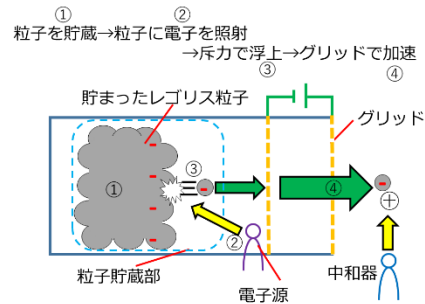 ① ②
粒子を貯蔵→粒子に電子を照射
→斥力で浮上→グリッドで加速
③ ④
貯まったレゴリス粒子
グリッド
①
③
④
②
粒子貯蔵部
電子源
中和器
- - - -
-
-
+